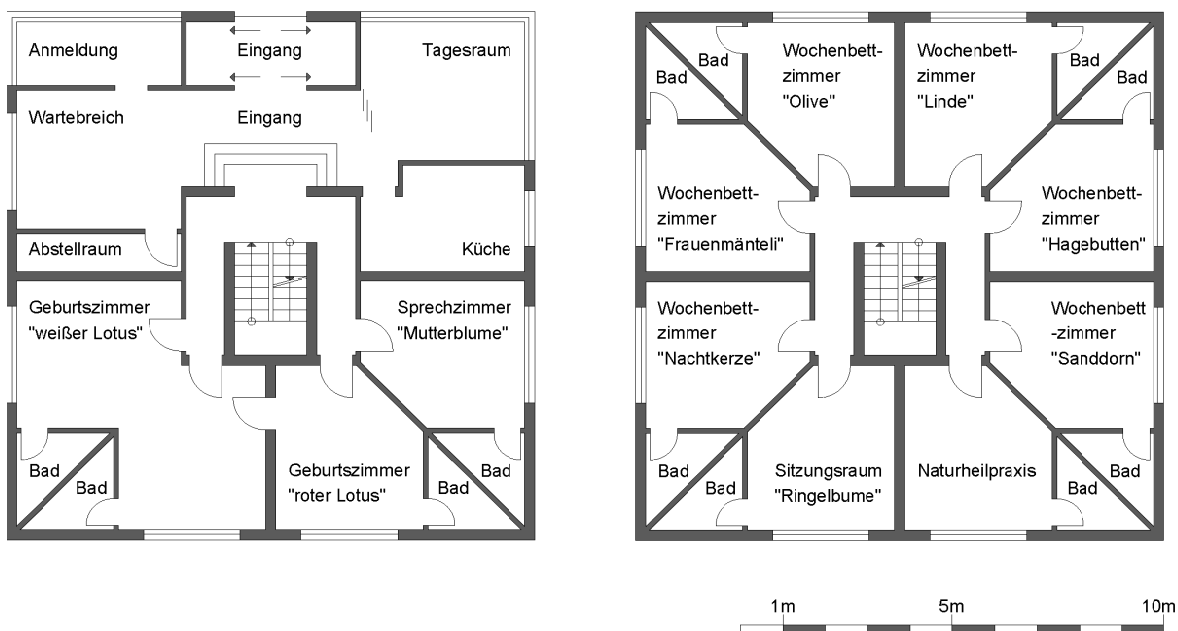 Anmeldung
Eingang
Tagesraum
Wartebreich
Eingang
Abstellraum
Küche
Geburtszimmer
"weißer Lotus"
Sprechzimmer
"Mutterblume"
Bad
Bad
Geburtszimmer
"roter Lotus"
Bad
Bad
Bad
Bad
Wochenbett-
zimmer
"Olive"
Wochenbett-
zimmer
"Linde"
Bad
Bad
Wochenbett-
zimmer
"Frauenmänteli"
Wochenbett-
zimmer
"Hagebutten"
Wochenbett-
zimmer
"Nachtkerze"
Wochenbett
-zimmer
"Sanddorn"
Bad
Bad
Sitzungsraum
"Ringelbume"
Naturheilpraxis
Bad
Bad
1m
5m
10m